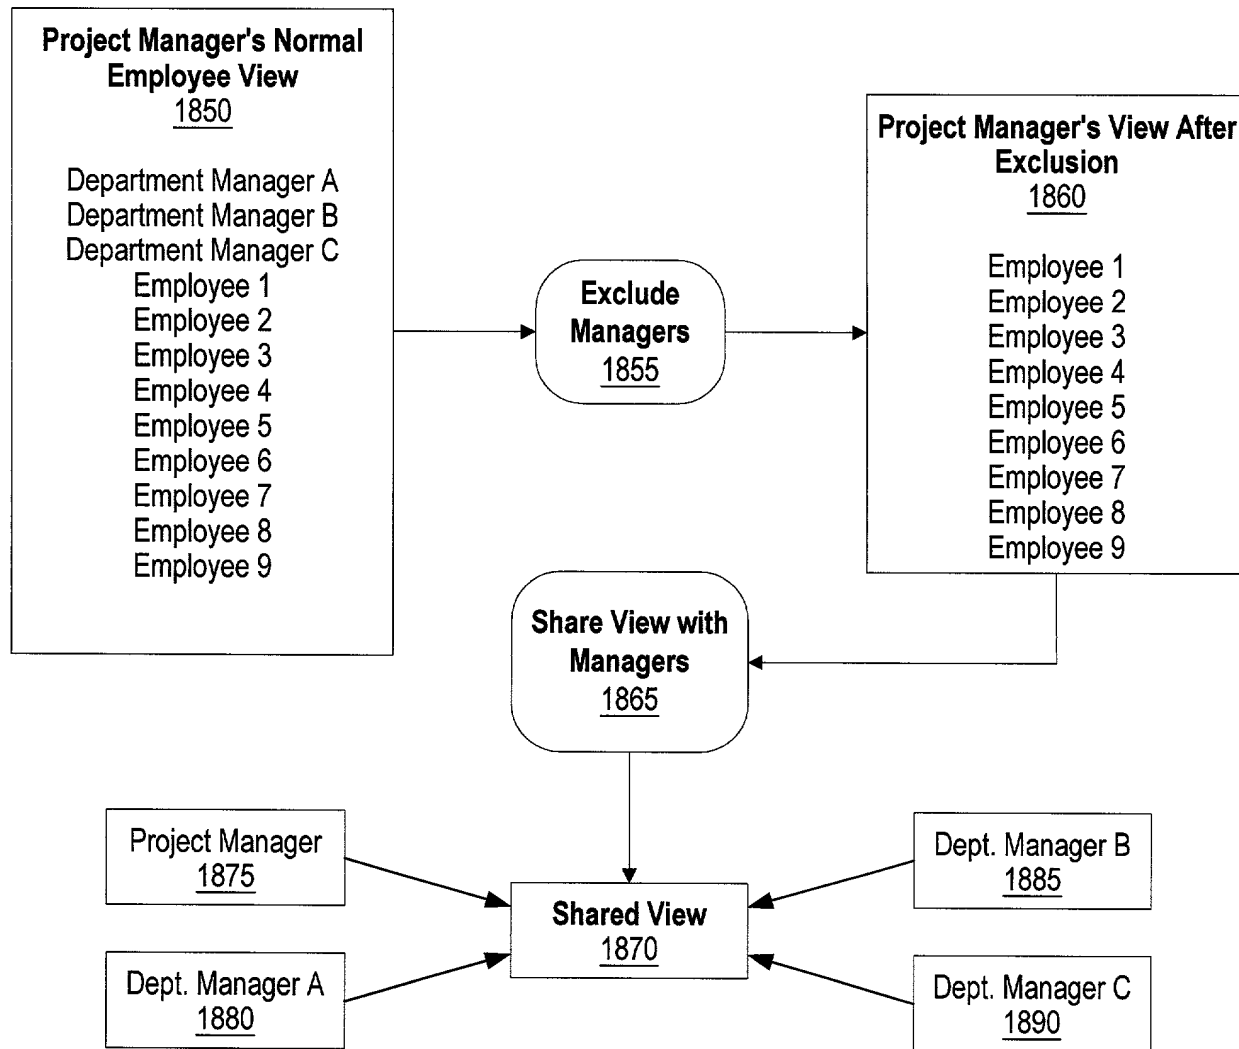 Project Manager's Normal
Employee View
1850
Department Manager A
Department Manager B
Department Manager C
Employee 1
Employee 2
Employee 3
Employee 4
Employee 5
Employee 6
Employee 7
Employee 8
Employee 9
Exclude
Managers
1855
Project Manager's View After
Exclusion
1860
Employee 1
Employee 2
Employee 3
Employee 4
Employee 5
Employee 6
Employee 7
Employee 8
Employee 9
Share View with
Managers
1865
Project Manager
1875
Dept. Manager A
1880
Shared View
1870
Dept. Manager B
1885
Dept. Manager C
1890